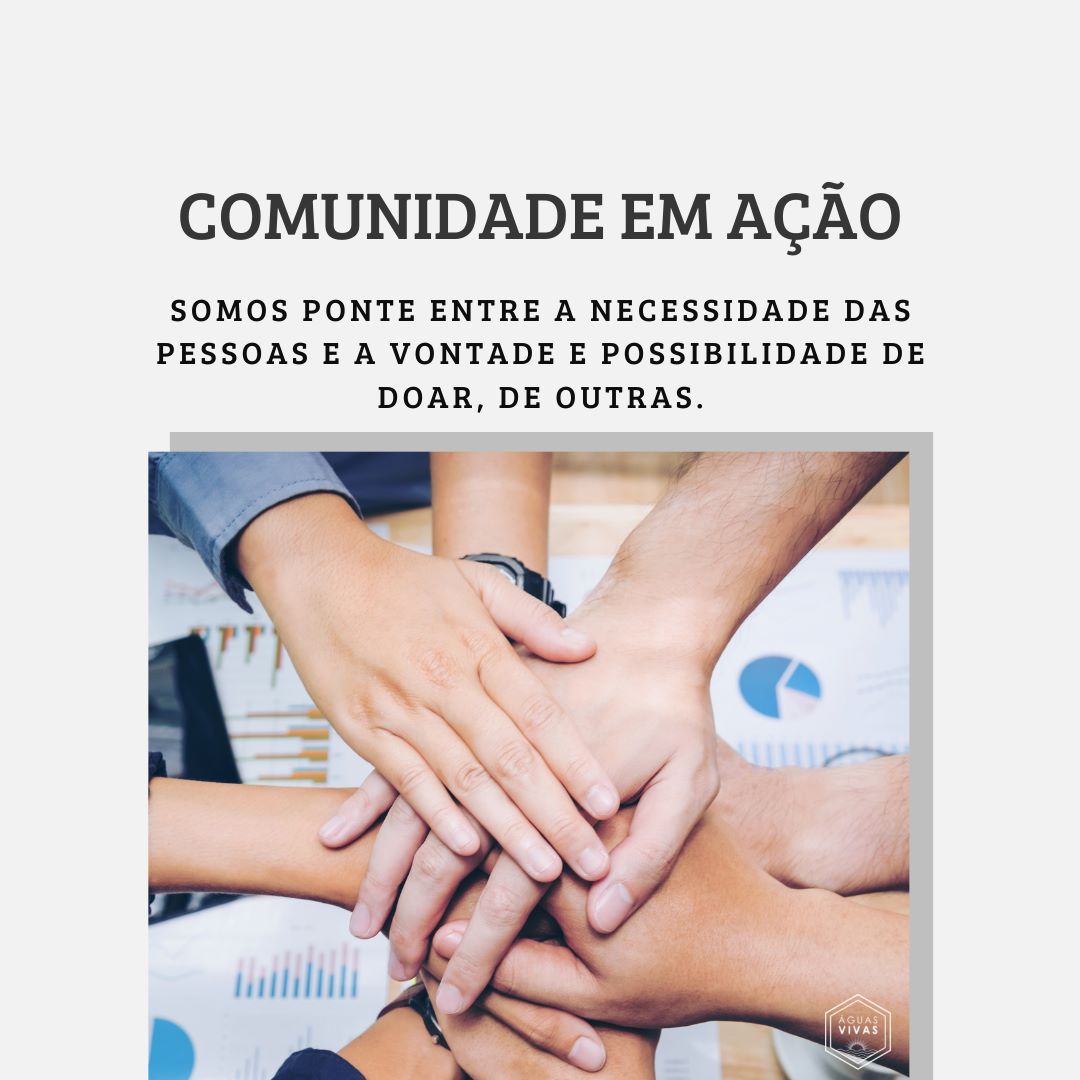 COMUNIDADE EM AÇÃO
SOMOS PONTE ENTRE A NECESSIDADE DAS
PESSOAS E A VONTADE E POSSIBILIDADE DE
DOAR, DE OUTRAS.
ÁGUAS
VIVAS